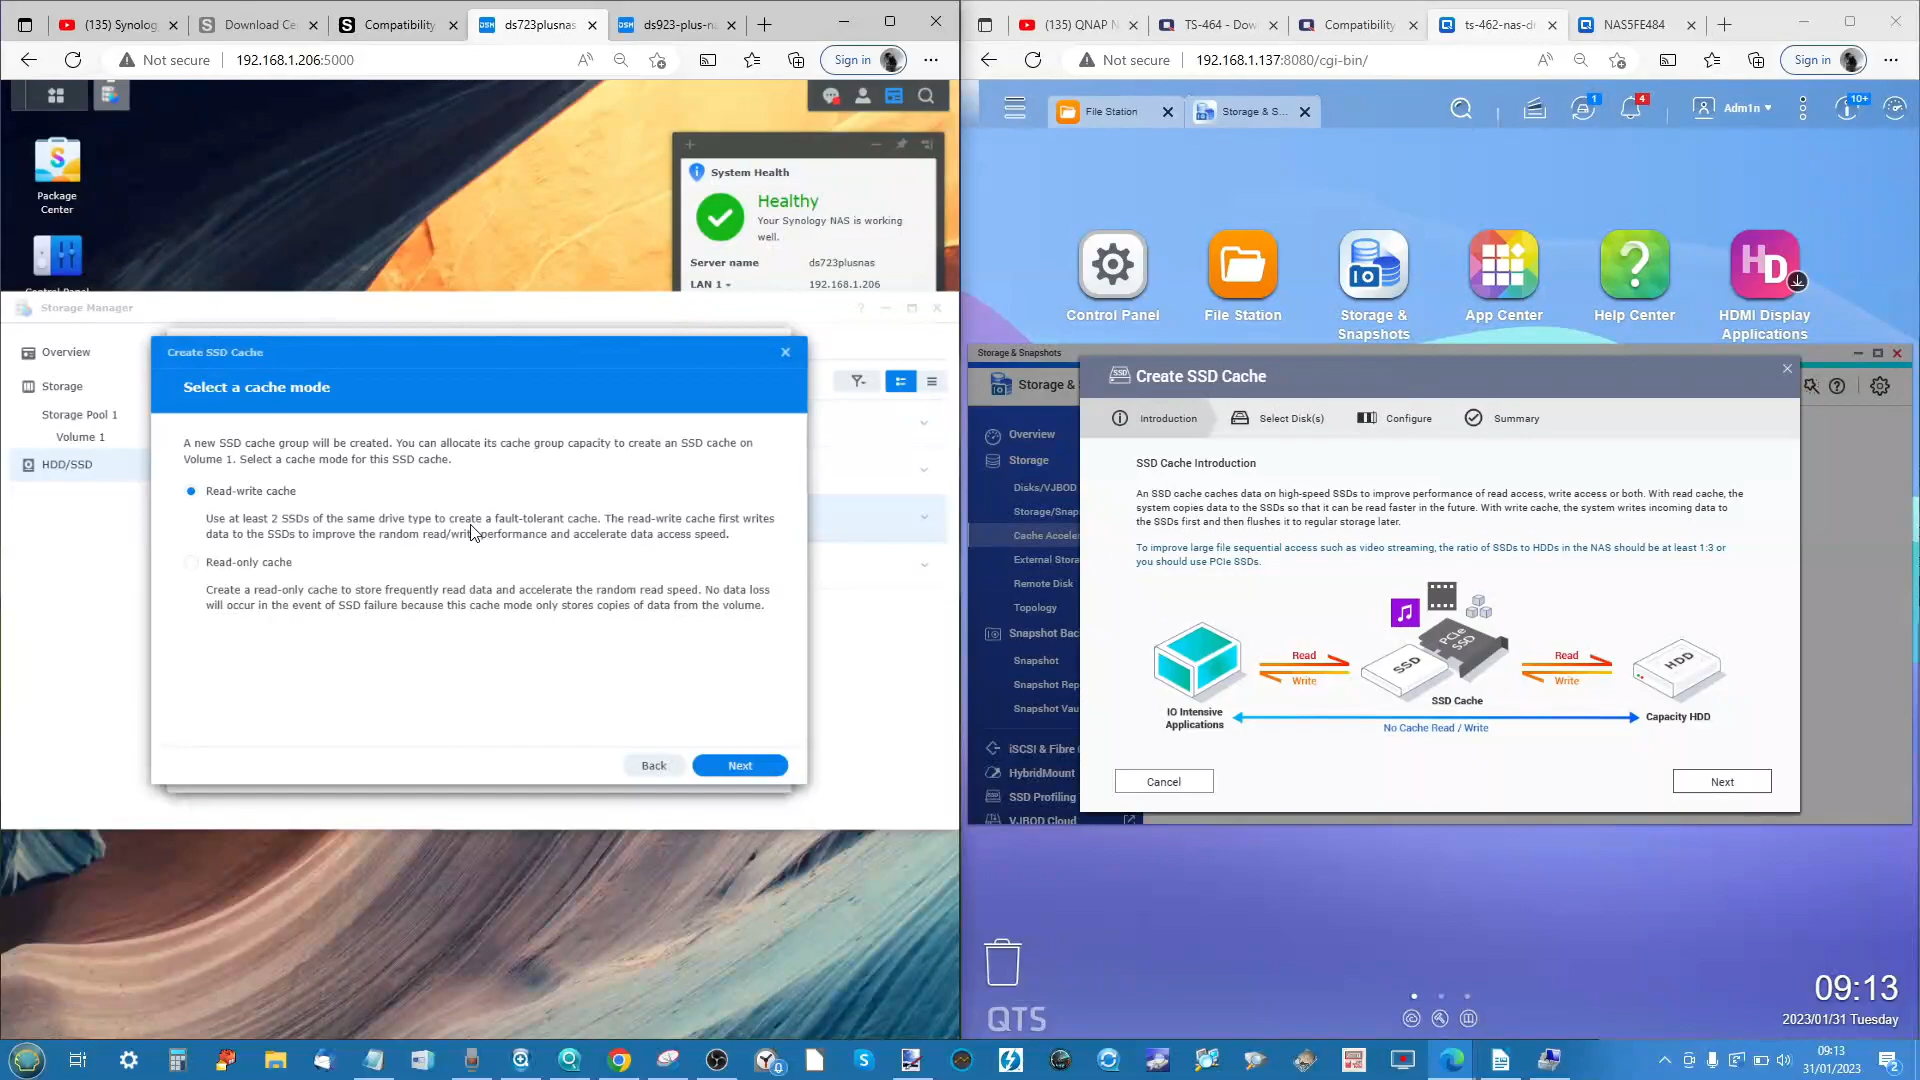 (135) Synolog
Download Ce
Compatibility
ds723plusnas
ds923-plus-n
Not secure
192.168.1.206:5000
Sign in
Package
Center
System Health
Healthy
Your Synology NAS is working
well.
Server name
ds723plusnas
LAN 1
192.168.1.206
Storage Manager
Overview
Storage
Storage Pool 1
Volume 1
HDD/SSD
Create SSD Cache
Select a cache mode
A new SSD cache group will be created. You can allocate its cache group capacity to create an SSD cache on
Volume 1. Select a cache mode for this SSD cache.
Read-write cache
Use at least 2 SSDs of the same drive type to create a fault-tolerant cache. The read-write cache first writes
data to the SSDs to improve the random read/write performance and accelerate data access speed.
Read-only cache
Create a read-only cache to store frequently read data and accelerate the random read speed. No data loss
will occur in the event of SSD failure because this cache mode only stores copies of data from the volume.
Back
Next
(135) QNAP N
TS-464 - Dow
Compatibility
ts-462-nas-d
NAS5FE484
Not secure
192.168.1.137:8080/cgi-bin/
Sign in
File Station
Storage & S...
1
4
Adm1n
10+
Control Panel
File Station
Storage &
Snapshots
App Center
Help Center
HDMI Display
Applications
HD
Storage & Snapshots
Storage &
Overview
Storage
Disks/VJBOD
Storage/Snap
Cache Acceler
External Stora
Remote Disk
Topology
Snapshot Bac
Snapshot
Snapshot Rep
Snapshot Vau
iSCSI & Fibre
HybridMount
SSD Profiling
VJBOD Cloud
Create SSD Cache
Introduction
Select Disk(s)
Configure
Summary
SSD Cache Introduction
An SSD cache caches data on high-speed SSDs to improve performance of read access, write access or both. With read cache, the
system copies data to the SSDs so that it can be read faster in the future. With write cache, the system writes incoming data to
the SSDs first and then flushes it to regular storage later.
To improve large file sequential access such as video streaming, the ratio of SSDs to HDDs in the NAS should be at least 1:3 or
you should use PCIe SSDs.
Read
Write
SSD
PCIe
SSD
Read
Write
HDD
SSD Cache
IO Intensive
Applications
No Cache Read / Write
Capacity HDD
Cancel
Next
QTS
09:13
2023/01/31 Tuesday
09:13
31/01/2023
2